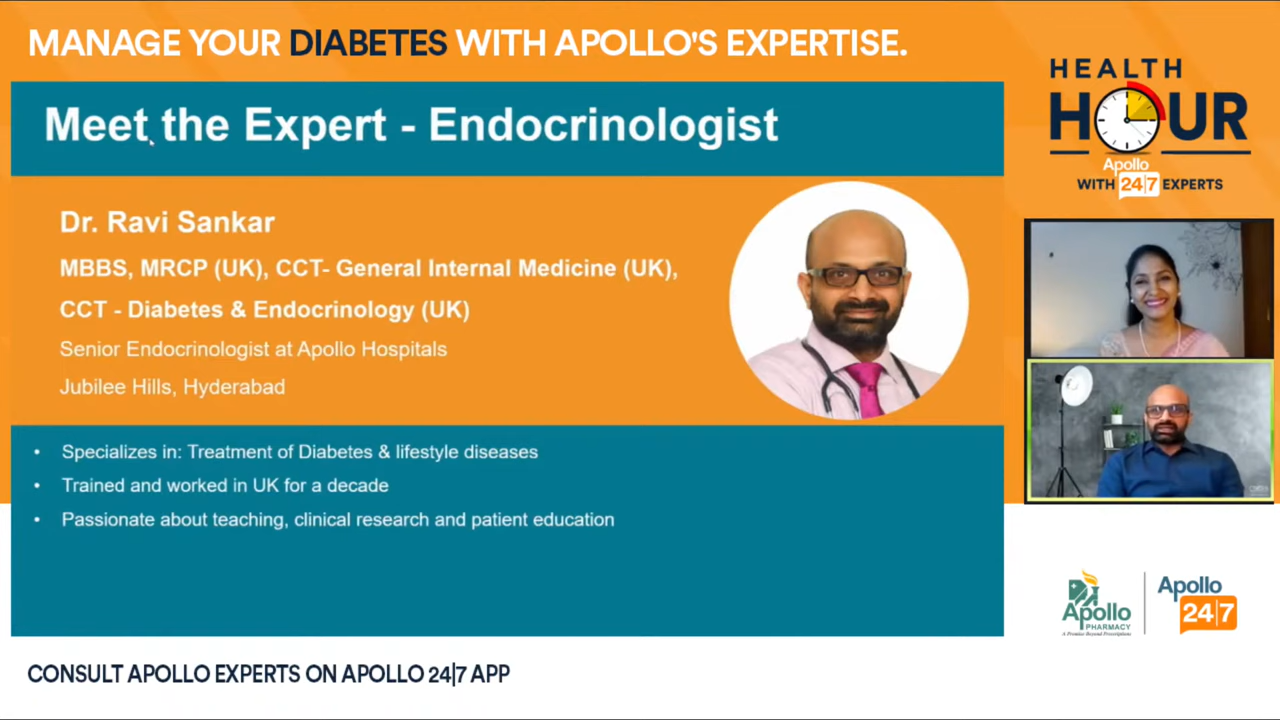 MANAGE YOUR DIABETES WITH APOLLO'S EXPERTISE.
Meet the Expert - Endocrinologist
Dr. Ravi Sankar
MBBS, MRCP (UK), CCT- General Internal Medicine (UK),
CCT - Diabetes & Endocrinology (UK)
Senior Endocrinologist at Apollo Hospitals
Jubilee Hills, Hyderabad
• Specializes in: Treatment of Diabetes & lifestyle diseases
• Trained and worked in UK for a decade
• Passionate about teaching, clinical research and patient education
HEALTH
HOUR
Apollo
WITH 24|7 EXPERTS
Apollo
PHARMACY
A Promise Beyond Prescriptions
Apollo
24|7
CONSULT APOLLO EXPERTS ON APOLLO 24|7 APP